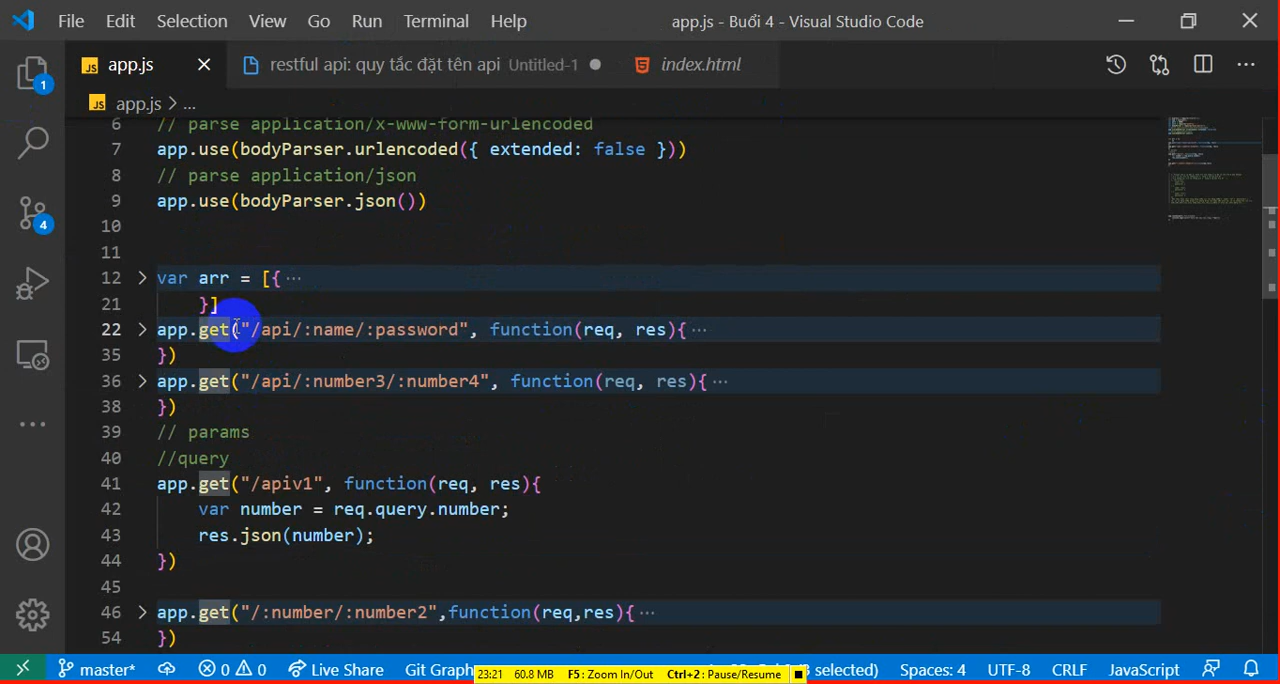 File Edit Selection View Go Run Terminal Help app.js - Buổi 4 - Visual Studio Code
app.js restful api: quy tắc đặt tên api Untitled-1 index.html
app.js > ...
6 // parse application/x-www-form-urlencoded
7 app.use(bodyParser.urlencoded({ extended: false }))
8 // parse application/json
9 app.use(bodyParser.json())
10
11
12 var arr = [{ ...
21 }]
22 app.get("/api/:name/:password", function(req, res){ ...
35 })
36 app.get("/api/:number3/:number4", function(req, res){ ...
38 })
39 // params
40 //query
41 app.get("/apiv1", function(req, res){
42 var number = req.query.number;
43 res.json(number);
44 })
45
46 app.get("/:number/:number2",function(req,res){ ...
54 })
1
4
master* 0 0 Live Share Git Graph selected) Spaces: 4 UTF-8 CRLF JavaScript
23:21 60.8 MB F5: Zoom In/Out Ctrl+2: Pause/Resume